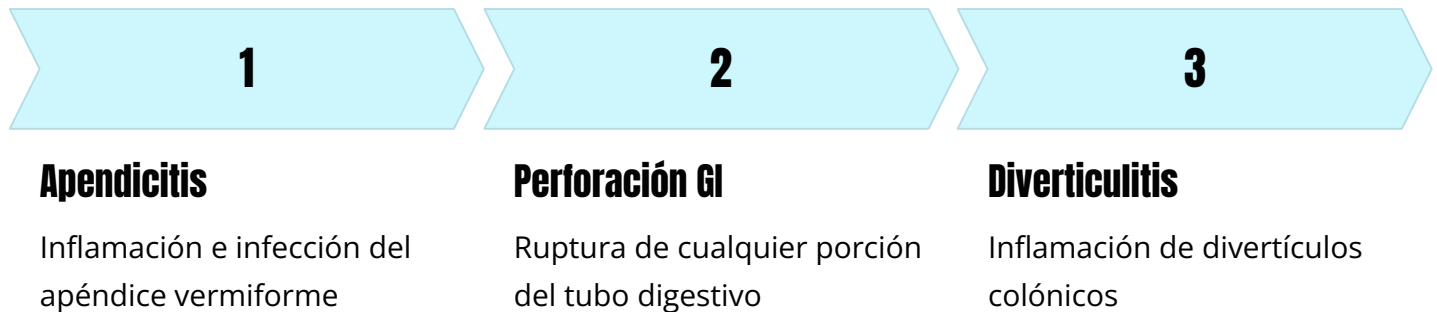 1
2
3
Apendicitis
Inflamación e infección del
apéndice vermiforme
Perforación GI
Ruptura de cualquier porción
del tubo digestivo
Diverticulitis
Inflamación de divertículos
colónicos